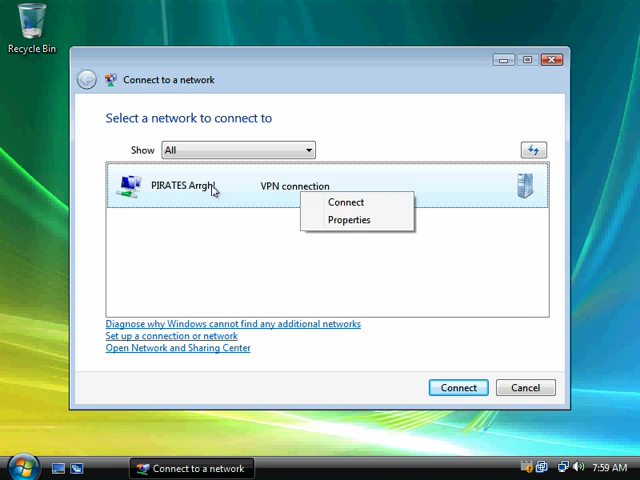 Recycle Bin
Connect to a network
Select a network to connect to
Show All
PIRATES Arrgh! VPN connection
Connect
Properties
Diagnose why Windows cannot find any additional networks
Set up a connection or network
Open Network and Sharing Center
Connect Cancel
Connect to a network 7:59 AM